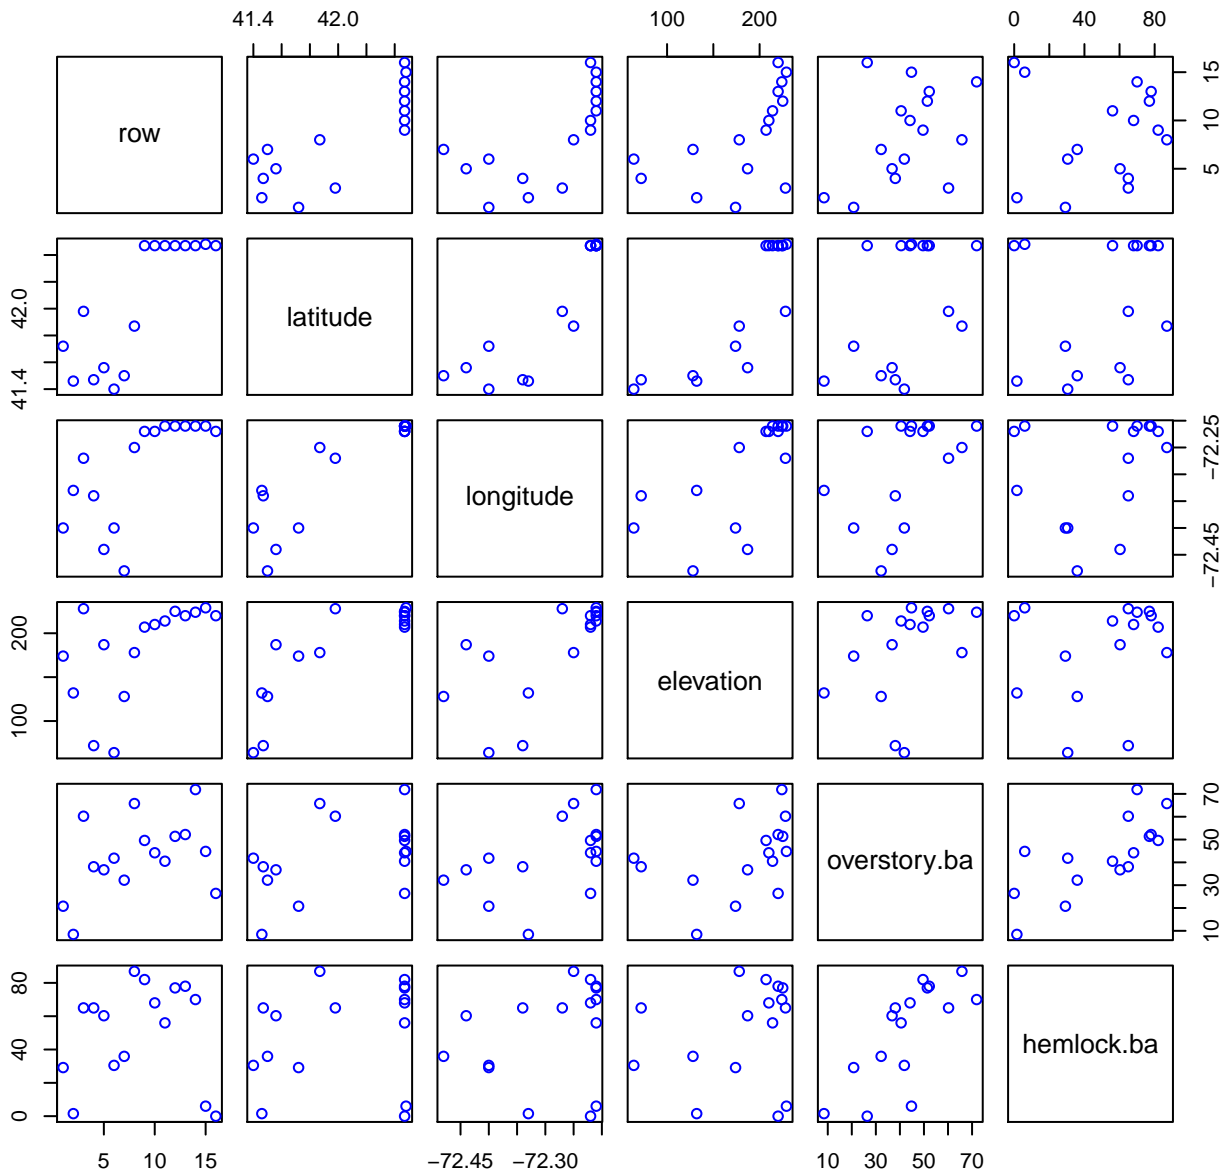 41.4 42.0 100 200 0 40 80
row 5 10 15
41.4 42.0 latitude
longitude −72.45 −72.25
100 200 elevation
overstory.ba 10 30 50 70
0 40 80 hemlock.ba
5 10 15 −72.45 −72.30 10 30 50 70